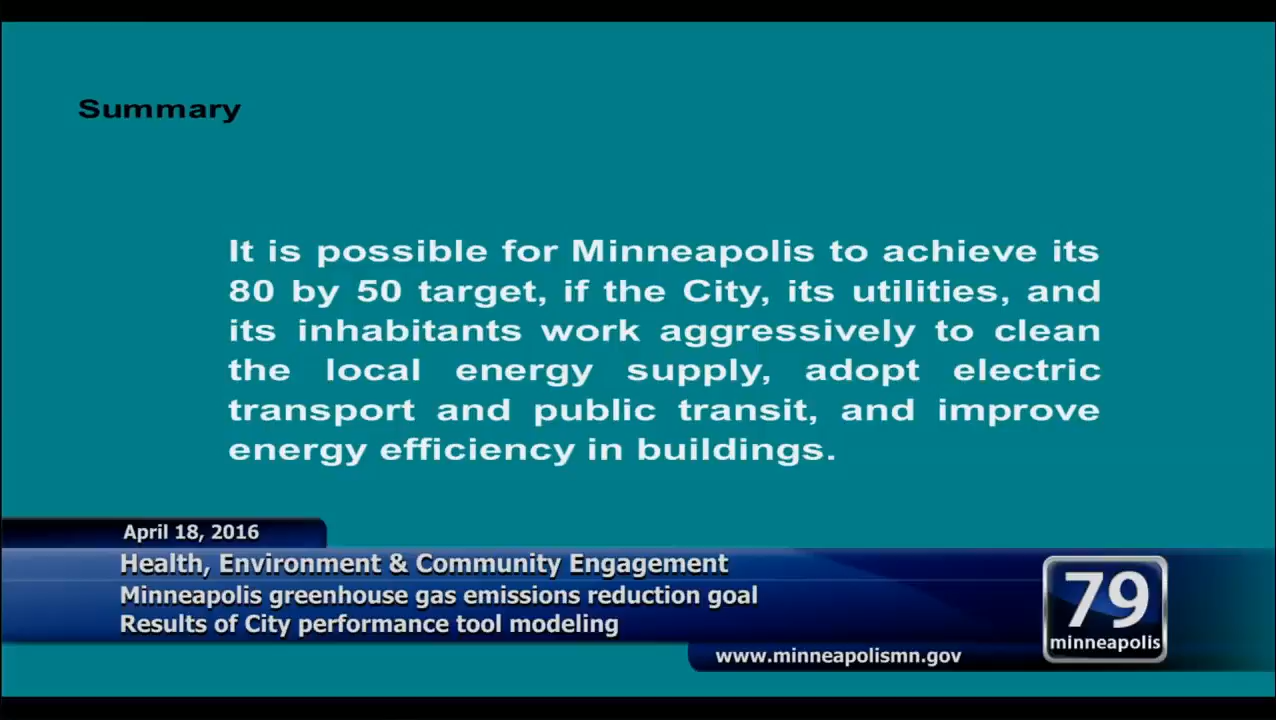 Summary
It is possible for Minneapolis to achieve its
80 by 50 target, if the City, its utilities, and
its inhabitants work aggressively to clean
the local energy supply, adopt electric
transport and public transit, and improve
energy efficiency in buildings.
April 18, 2016
Health, Environment & Community Engagement
Minneapolis greenhouse gas emissions reduction goal
Results of City performance tool modeling
www.minneapolismn.gov
79
minneapolis